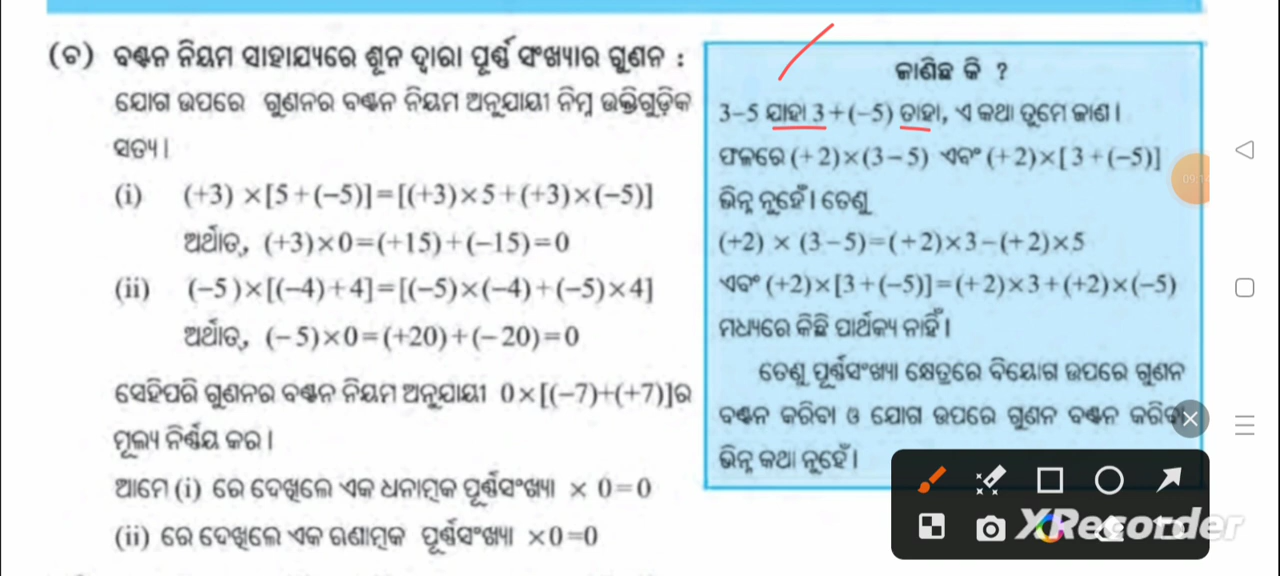 (ଚ) ବଣ୍ଟନ ନିୟମ ସାହାଯ୍ୟରେ ଶୂନ ଦ୍ୱାରା ପୂର୍ଣ୍ଣ ସଂଖ୍ୟାର ଗୁଣନ :
ଯୋଗ ଉପରେ ଗୁଣନର ବଣ୍ଟନ ନିୟମ ଅନୁଯାୟୀ ନିମ୍ନ ଉକ୍ତିଗୁଡ଼ିକ
ସତ୍ୟ।
(i) (+3) ×[5+(−5)]=[(+3)×5+(+3)×(−5)]
ଅର୍ଥାତ୍, (+3)×0=(+15)+(−15)=0
(ii) (−5)×[(−4)+4]=[(−5)×(−4)+(−5)×4]
ଅର୍ଥାତ୍, (−5)×0=(+20)+(−20)=0
ସେହିପରି ଗୁଣନର ବଣ୍ଟନ ନିୟମ ଅନୁଯାୟୀ 0×[(−7)+(+7)]ର
ମୂଲ୍ୟ ନିର୍ଣ୍ଣୟ କର।
ଆମେ (i) ରେ ଦେଖିଲେ ଏକ ଧନାତ୍ମକ ପୂର୍ଣ୍ଣସଂଖ୍ୟା × 0=0
(ii) ରେ ଦେଖିଲେ ଏକ ଋଣାତ୍ମକ ପୂର୍ଣ୍ଣସଂଖ୍ୟା ×0=0
ଜାଣିଛ କି ?
3−5 ଯାହା 3+(−5) ତାହା, ଏ କଥା ତୁମେ ଜାଣ।
ଫଳରେ (+2)×(3−5) ଏବଂ (+2)×[3+(−5)]
ଭିନ୍ନ ନୁହେଁ। ତେଣୁ
(+2) × (3−5)=(+2)×3−(+2)×5
ଏବଂ (+2)×[3+(−5)]=(+2)×3+(+2)×(−5)
ମଧ୍ୟରେ କିଛି ପାର୍ଥକ୍ୟ ନାହିଁ।
ତେଣୁ ପୂର୍ଣ୍ଣସଂଖ୍ୟା କ୍ଷେତ୍ରରେ ବିୟୋଗ ଉପରେ ଗୁଣନ
ବଣ୍ଟନ କରିବା ଓ ଯୋଗ ଉପରେ ଗୁଣନ ବଣ୍ଟନ କରିବା
ଭିନ୍ନ କଥା ନୁହେଁ।
XRecorder